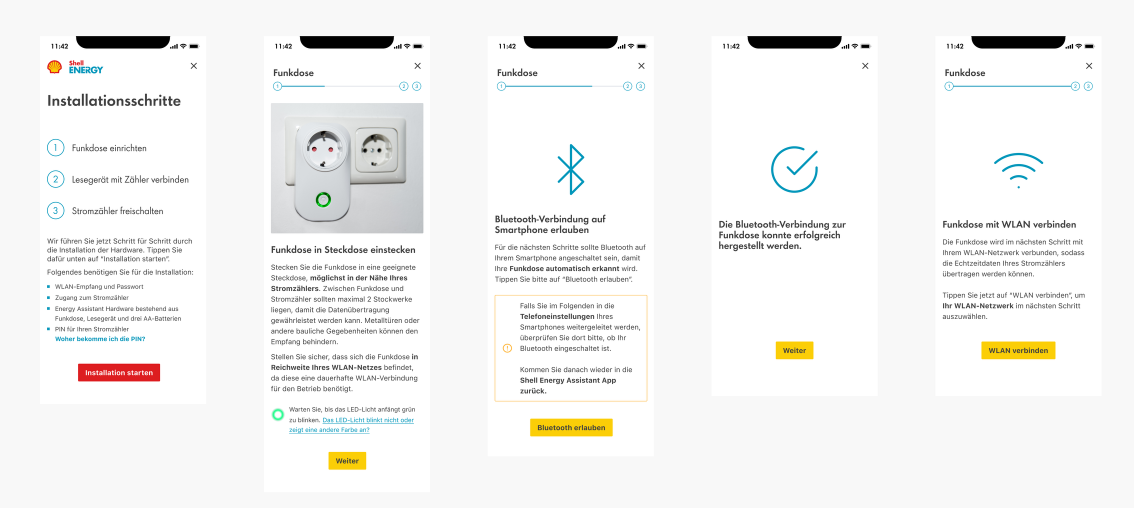 11:42
Shell
ENERGY
Installationsschritte
1 Funkdose einrichten
2 Lesegerät mit Zähler verbinden
3 Stromzähler freischalten
Wir führen Sie jetzt Schritt für Schritt durch
die Installation der Hardware. Tippen Sie
dafür unten auf "Installation starten".
Folgendes benötigen Sie für die Installation:
WLAN-Empfang und Passwort
Zugang zum Stromzähler
Energy Assistant Hardware bestehend aus
Funkdose, Lesegerät und drei AA-Batterien
PIN für Ihren Stromzähler
Woher bekomme ich die PIN?
Installation starten
11:42
Funkdose
1 2 3
Funkdose in Steckdose einstecken
Stecken Sie die Funkdose in eine geeignete
Steckdose, möglichst in der Nähe Ihres
Stromzählers. Zwischen Funkdose und
Stromzähler sollten maximal 2 Stockwerke
liegen, damit die Datenübertragung
gewährleistet werden kann. Metalltüren oder
andere bauliche Gegebenheiten können den
Empfang behindern.
Stellen Sie sicher, dass sich die Funkdose in
Reichweite Ihres WLAN-Netzes befindet,
da diese eine dauerhafte WLAN-Verbindung
für den Betrieb benötigt.
Warten Sie, bis das LED-Licht anfängt grün
zu blinken. Das LED-Licht blinkt nicht oder
zeigt eine andere Farbe an?
Weiter
11:42
Funkdose
1 2 3
Bluetooth-Verbindung auf
Smartphone erlauben
Für die nächsten Schritte sollte Bluetooth auf
Ihrem Smartphone angeschaltet sein, damit
Ihre Funkdose automatisch erkannt wird.
Tippen Sie bitte auf "Bluetooth erlauben".
Falls Sie im Folgenden in die
Telefoneinstellungen Ihres
Smartphones weitergeleitet werden,
überprüfen Sie dort bitte, ob Ihr
Bluetooth eingeschaltet ist.
Kommen Sie danach wieder in die
Shell Energy Assistant App
zurück.
Bluetooth erlauben
11:42
Die Bluetooth-Verbindung zur
Funkdose konnte erfolgreich
hergestellt werden.
Weiter
11:42
Funkdose
1 2 3
Funkdose mit WLAN verbinden
Die Funkdose wird im nächsten Schritt mit
Ihrem WLAN-Netzwerk verbunden, sodass
die Echtzeitdaten Ihres Stromzählers
übertragen werden können.
Tippen Sie jetzt auf "WLAN verbinden", um
Ihr WLAN-Netzwerk im nächsten Schritt
auszuwählen.
WLAN verbinden